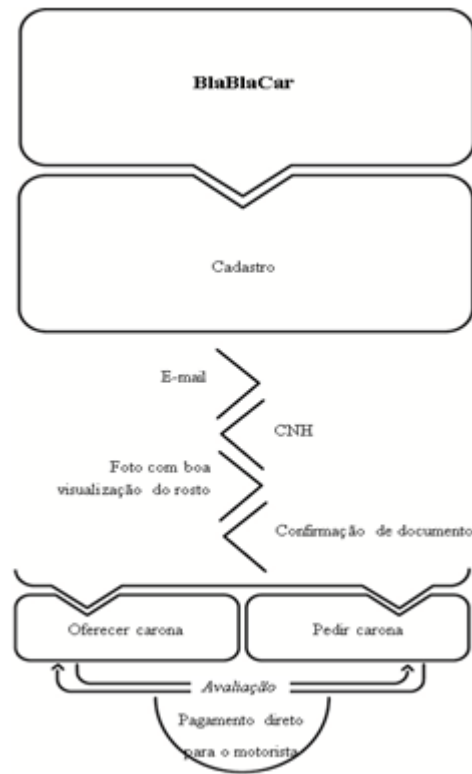 BlaBlaCar
Cadastro
E-mail
CNH
Foto com boa
visualização do rosto
Confirmação de documento
Oferecer carona
Pedir carona
Avaliação
Pagamento direto
para o motorista